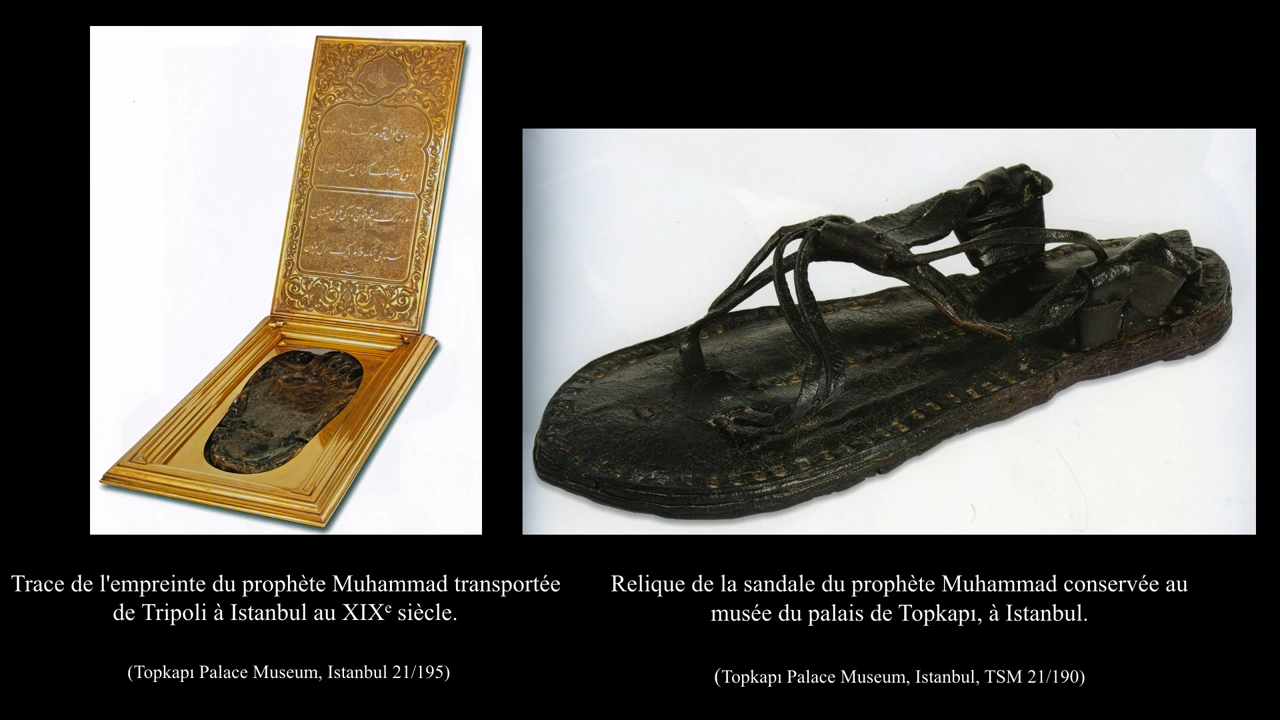 Trace de l'empreinte du prophète Muhammad transportée
de Tripoli à Istanbul au XIXe siècle.
(Topkapı Palace Museum, Istanbul 21/195)
Relique de la sandale du prophète Muhammad conservée au
musée du palais de Topkapı, à Istanbul.
(Topkapı Palace Museum, Istanbul, TSM 21/190)